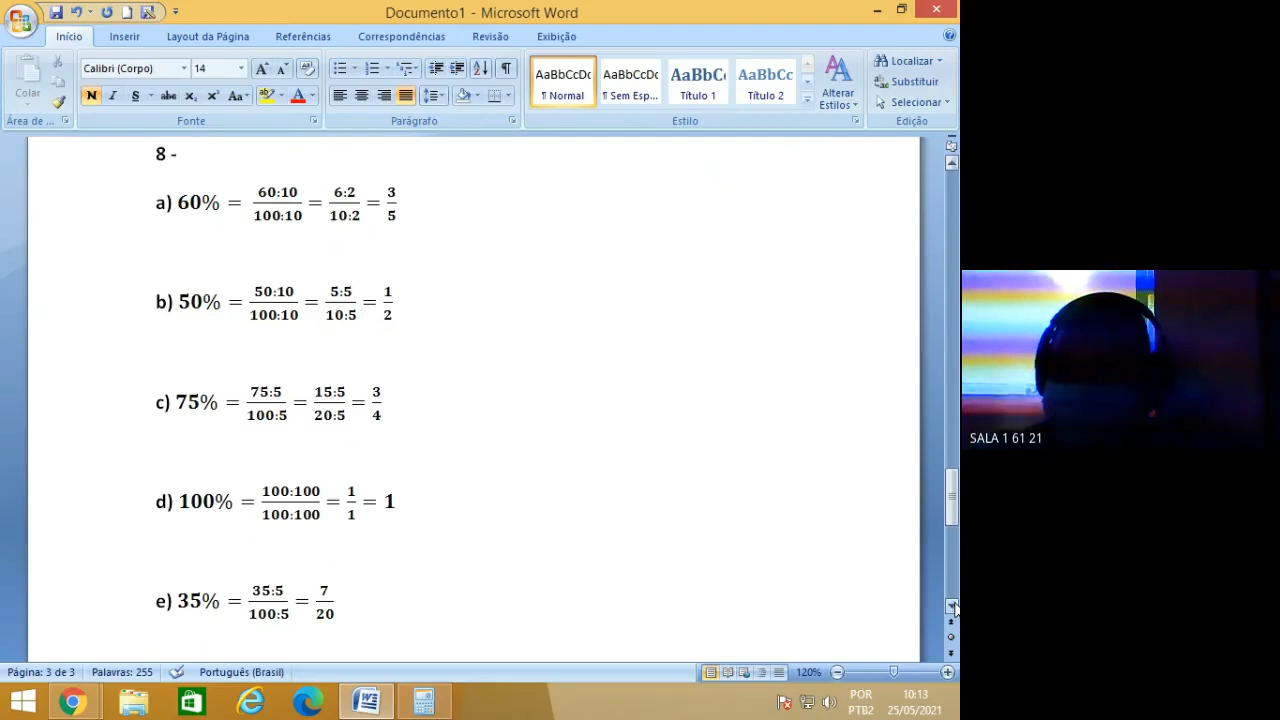 Documento1 - Microsoft Word
Início Inserir Layout da Página Referências Correspondências Revisão Exibição
Colar
Calibri (Corpo) 14
N I S abc x₂ x² Aa
AaBbCcDc AaBbCcDc AaBbCc AaBbCc
¶ Normal ¶ Sem Esp... Título 1 Título 2
Alterar Estilos
Localizar
Substituir
Selecionar
Área de... Fonte Parágrafo Estilo Edição
8 -
a) 60% = 60:10/100:10 = 6:2/10:2 = 3/5
b) 50% = 50:10/100:10 = 5:5/10:5 = 1/2
c) 75% = 75:5/100:5 = 15:5/20:5 = 3/4
d) 100% = 100:100/100:100 = 1/1 = 1
e) 35% = 35:5/100:5 = 7/20
SALA 1 61 21
Página: 3 de 3 Palavras: 255 Português (Brasil) 120%
POR 10:13
PTB2 25/05/2021